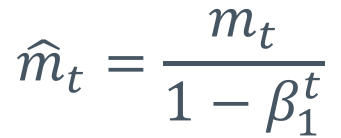 m̂_t = m_t / (1 − β_1^t)